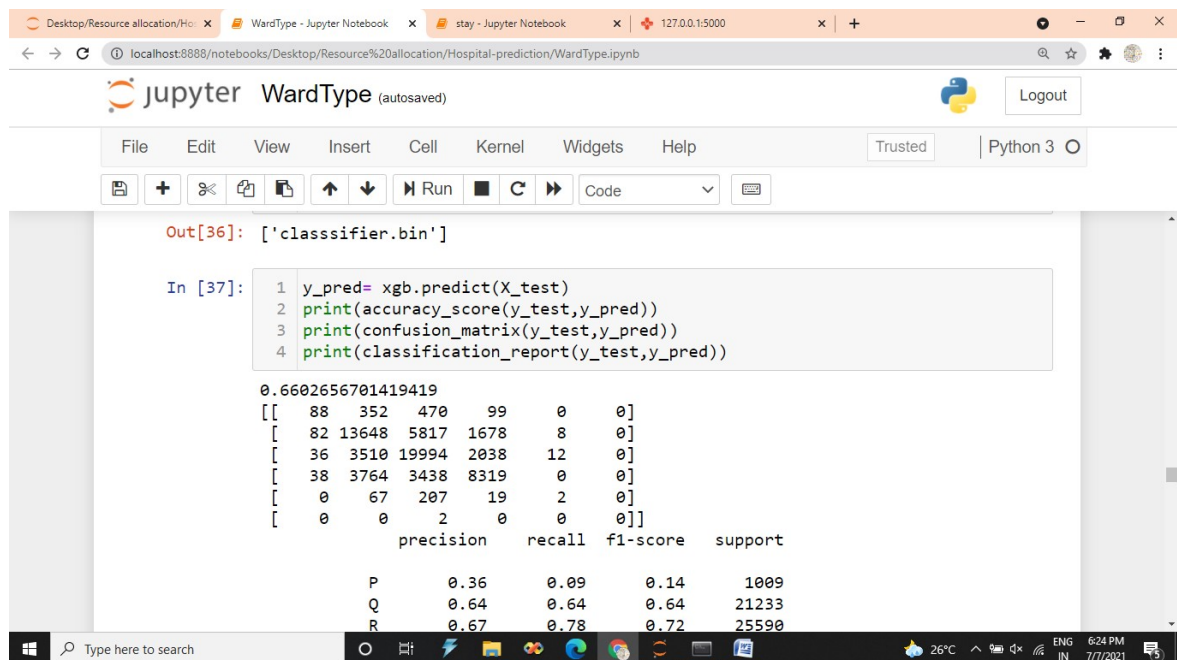 Desktop/Resource allocation/Ho WardType - Jupyter Notebook stay - Jupyter Notebook 127.0.0.1:5000
localhost:8888/notebooks/Desktop/Resource%20allocation/Hospital-prediction/WardType.ipynb
jupyter WardType (autosaved) Logout
File Edit View Insert Cell Kernel Widgets Help Trusted Python 3
Run Code
Out[36]: ['classsifier.bin']
In [37]: 1 y_pred= xgb.predict(X_test)
2 print(accuracy_score(y_test,y_pred))
3 print(confusion_matrix(y_test,y_pred))
4 print(classification_report(y_test,y_pred))
0.6602656701419419
[[ 88 352 470 99 0 0]
[ 82 13648 5817 1678 8 0]
[ 36 3510 19994 2038 12 0]
[ 38 3764 3438 8319 0 0]
[ 0 67 207 19 2 0]
[ 0 0 2 0 0 0]]
precision recall f1-score support
P 0.36 0.09 0.14 1009
Q 0.64 0.64 0.64 21233
R 0.67 0.78 0.72 25590
Type here to search 26°C ENG 6:24 PM
IN 7/7/2021